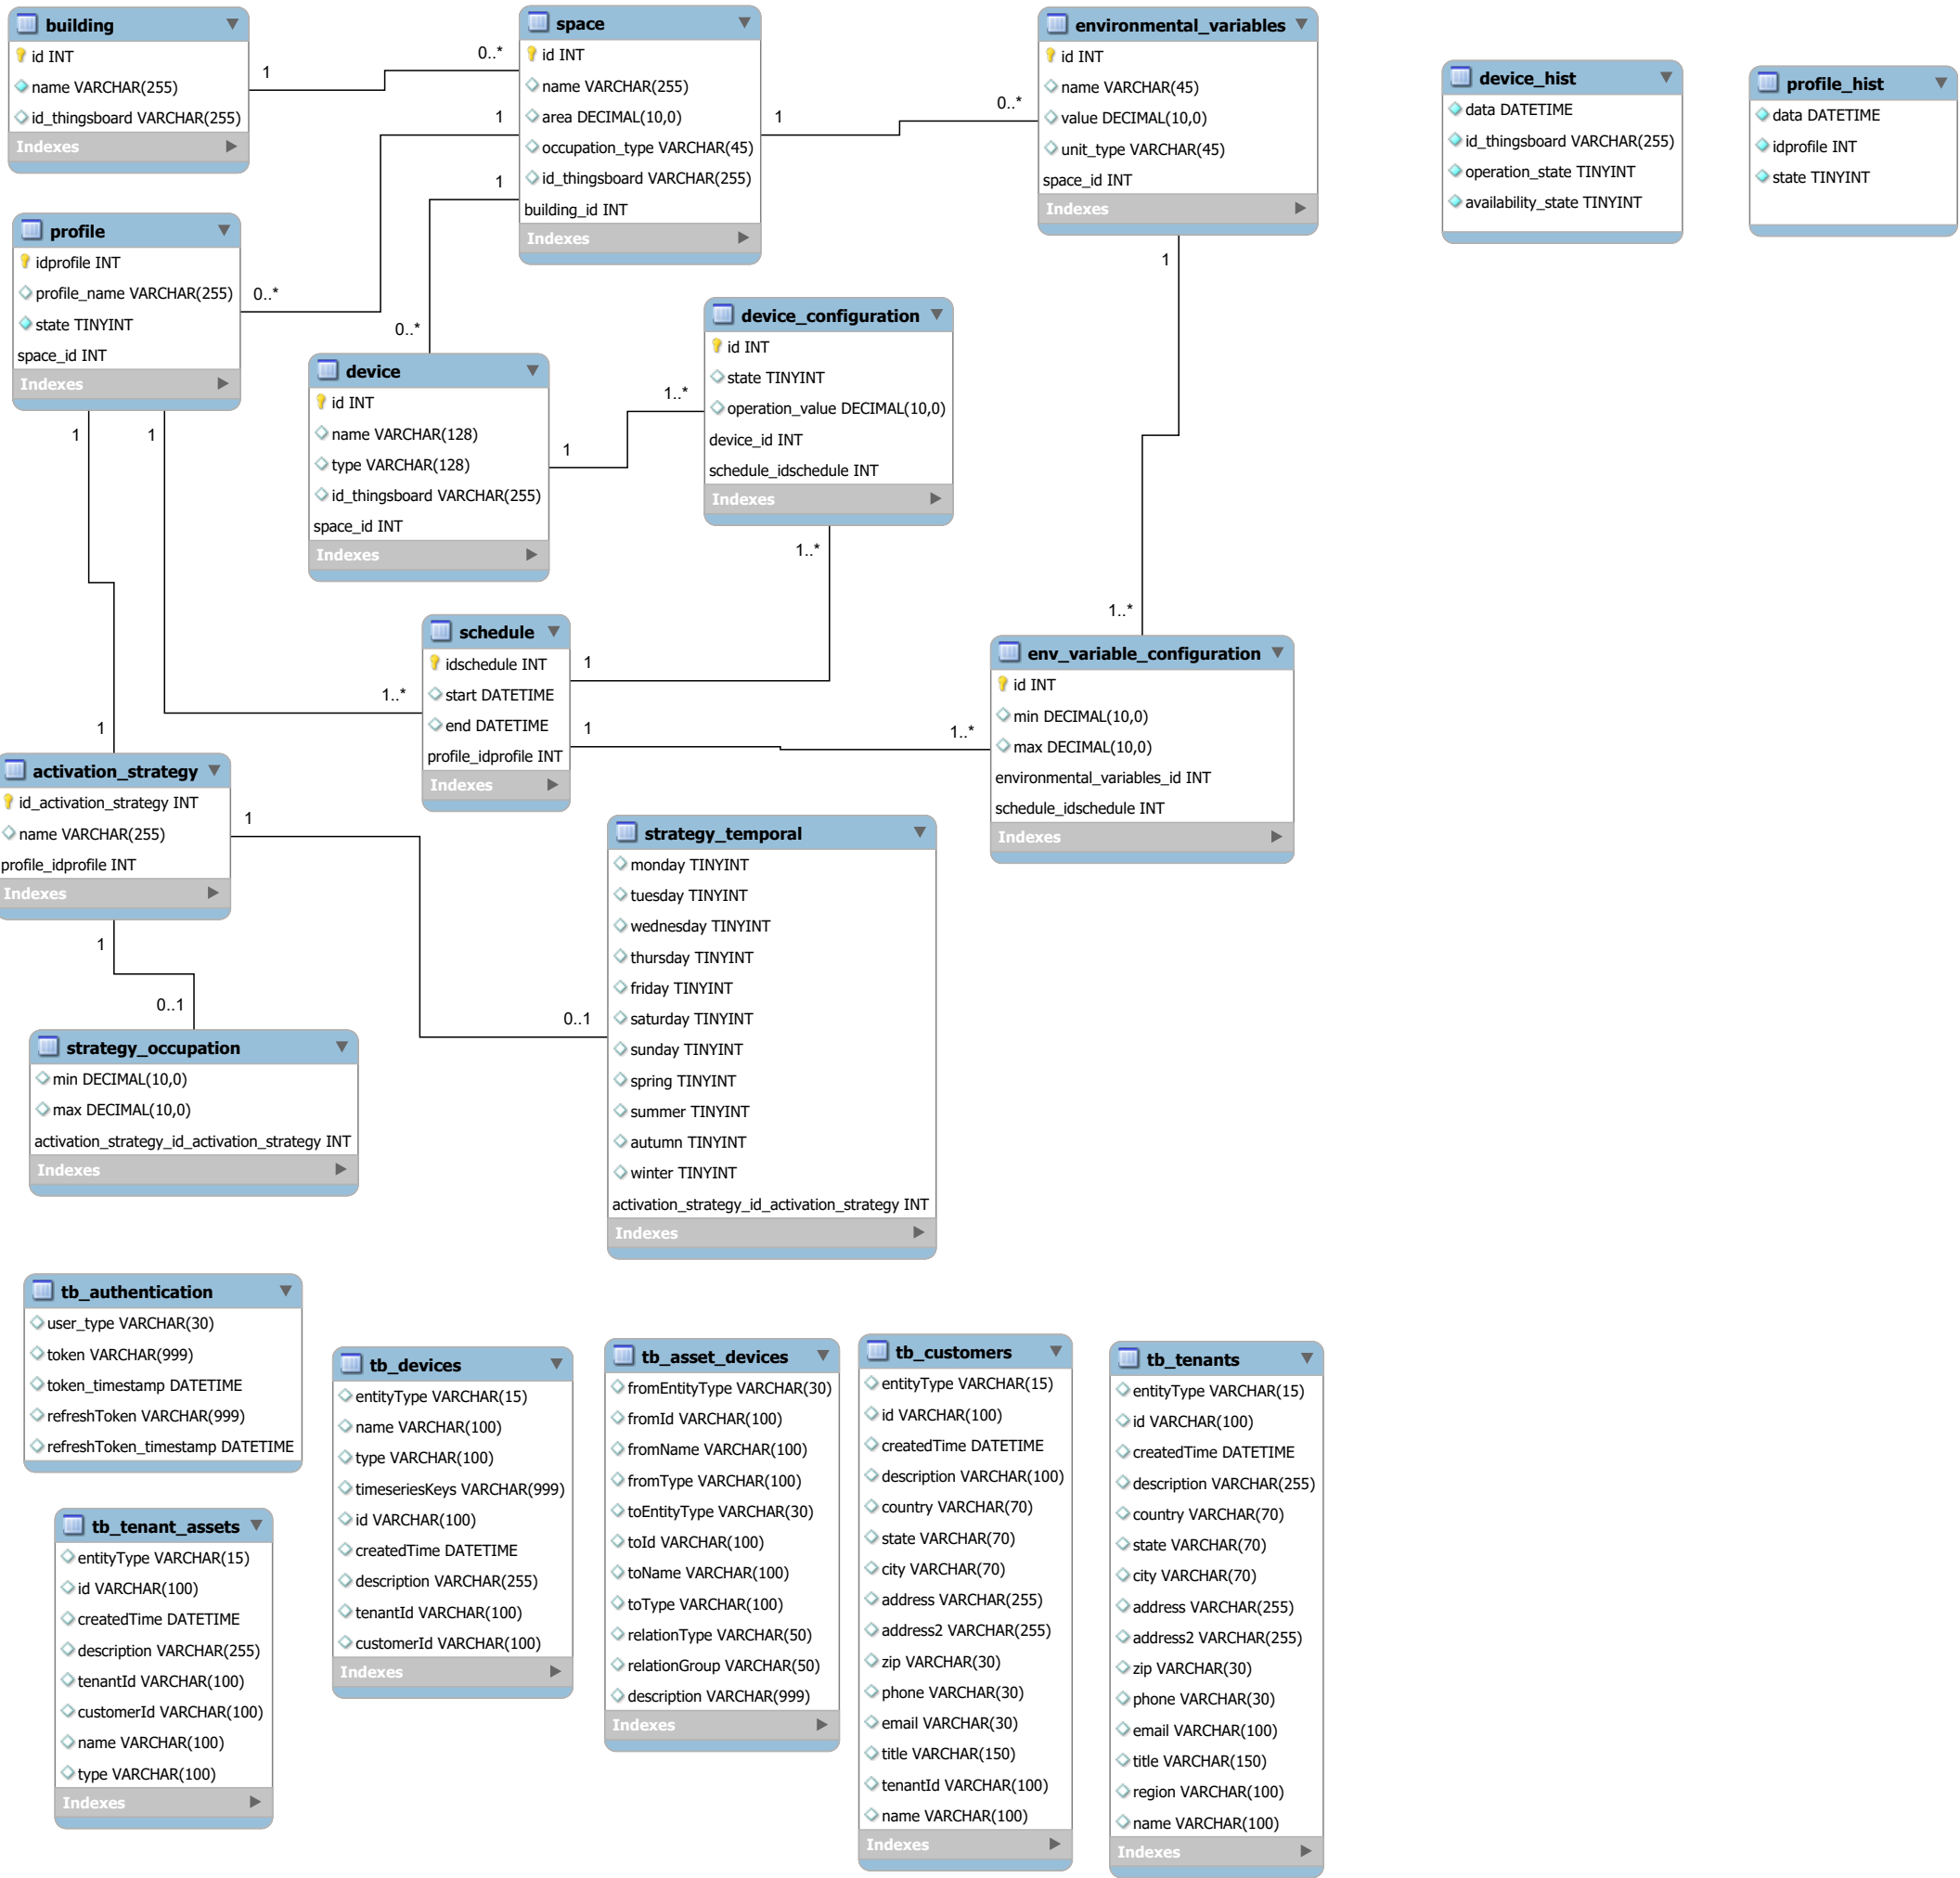 building
id INT
name VARCHAR(255)
id_thingsboard VARCHAR(255)
Indexes
1
0..*
space
id INT
name VARCHAR(255)
area DECIMAL(10,0)
occupation_type VARCHAR(45)
id_thingsboard VARCHAR(255)
building_id INT
Indexes
1
1
1
0..*
environmental_variables
id INT
name VARCHAR(45)
value DECIMAL(10,0)
unit_type VARCHAR(45)
space_id INT
Indexes
1
device_hist
data DATETIME
id_thingsboard VARCHAR(255)
operation_state TINYINT
availability_state TINYINT
profile_hist
data DATETIME
idprofile INT
state TINYINT
profile
idprofile INT
profile_name VARCHAR(255)
state TINYINT
space_id INT
Indexes
0..*
1
1
0..*
device
id INT
name VARCHAR(128)
type VARCHAR(128)
id_thingsboard VARCHAR(255)
space_id INT
Indexes
1
1..*
device_configuration
id INT
state TINYINT
operation_value DECIMAL(10,0)
device_id INT
schedule_idschedule INT
Indexes
1..*
1..*
schedule
idschedule INT
start DATETIME
end DATETIME
profile_idprofile INT
Indexes
1
1
1..*
1..*
env_variable_configuration
id INT
min DECIMAL(10,0)
max DECIMAL(10,0)
environmental_variables_id INT
schedule_idschedule INT
Indexes
1
activation_strategy
id_activation_strategy INT
name VARCHAR(255)
profile_idprofile INT
Indexes
1
1
0..1
0..1
strategy_temporal
monday TINYINT
tuesday TINYINT
wednesday TINYINT
thursday TINYINT
friday TINYINT
saturday TINYINT
sunday TINYINT
spring TINYINT
summer TINYINT
autumn TINYINT
winter TINYINT
activation_strategy_id_activation_strategy INT
Indexes
strategy_occupation
min DECIMAL(10,0)
max DECIMAL(10,0)
activation_strategy_id_activation_strategy INT
Indexes
tb_authentication
user_type VARCHAR(30)
token VARCHAR(999)
token_timestamp DATETIME
refreshToken VARCHAR(999)
refreshToken_timestamp DATETIME
tb_tenant_assets
entityType VARCHAR(15)
id VARCHAR(100)
createdTime DATETIME
description VARCHAR(255)
tenantId VARCHAR(100)
customerId VARCHAR(100)
name VARCHAR(100)
type VARCHAR(100)
Indexes
tb_devices
entityType VARCHAR(15)
name VARCHAR(100)
type VARCHAR(100)
timeseriesKeys VARCHAR(999)
id VARCHAR(100)
createdTime DATETIME
description VARCHAR(255)
tenantId VARCHAR(100)
customerId VARCHAR(100)
Indexes
tb_asset_devices
fromEntityType VARCHAR(30)
fromId VARCHAR(100)
fromName VARCHAR(100)
fromType VARCHAR(100)
toEntityType VARCHAR(30)
toId VARCHAR(100)
toName VARCHAR(100)
toType VARCHAR(100)
relationType VARCHAR(50)
relationGroup VARCHAR(50)
description VARCHAR(999)
Indexes
tb_customers
entityType VARCHAR(15)
id VARCHAR(100)
createdTime DATETIME
description VARCHAR(100)
country VARCHAR(70)
state VARCHAR(70)
city VARCHAR(70)
address VARCHAR(255)
address2 VARCHAR(255)
zip VARCHAR(30)
phone VARCHAR(30)
email VARCHAR(30)
title VARCHAR(150)
tenantId VARCHAR(100)
name VARCHAR(100)
Indexes
tb_tenants
entityType VARCHAR(15)
id VARCHAR(100)
createdTime DATETIME
description VARCHAR(255)
country VARCHAR(70)
state VARCHAR(70)
city VARCHAR(70)
address VARCHAR(255)
address2 VARCHAR(255)
zip VARCHAR(30)
phone VARCHAR(30)
email VARCHAR(100)
title VARCHAR(150)
region VARCHAR(100)
name VARCHAR(100)
Indexes